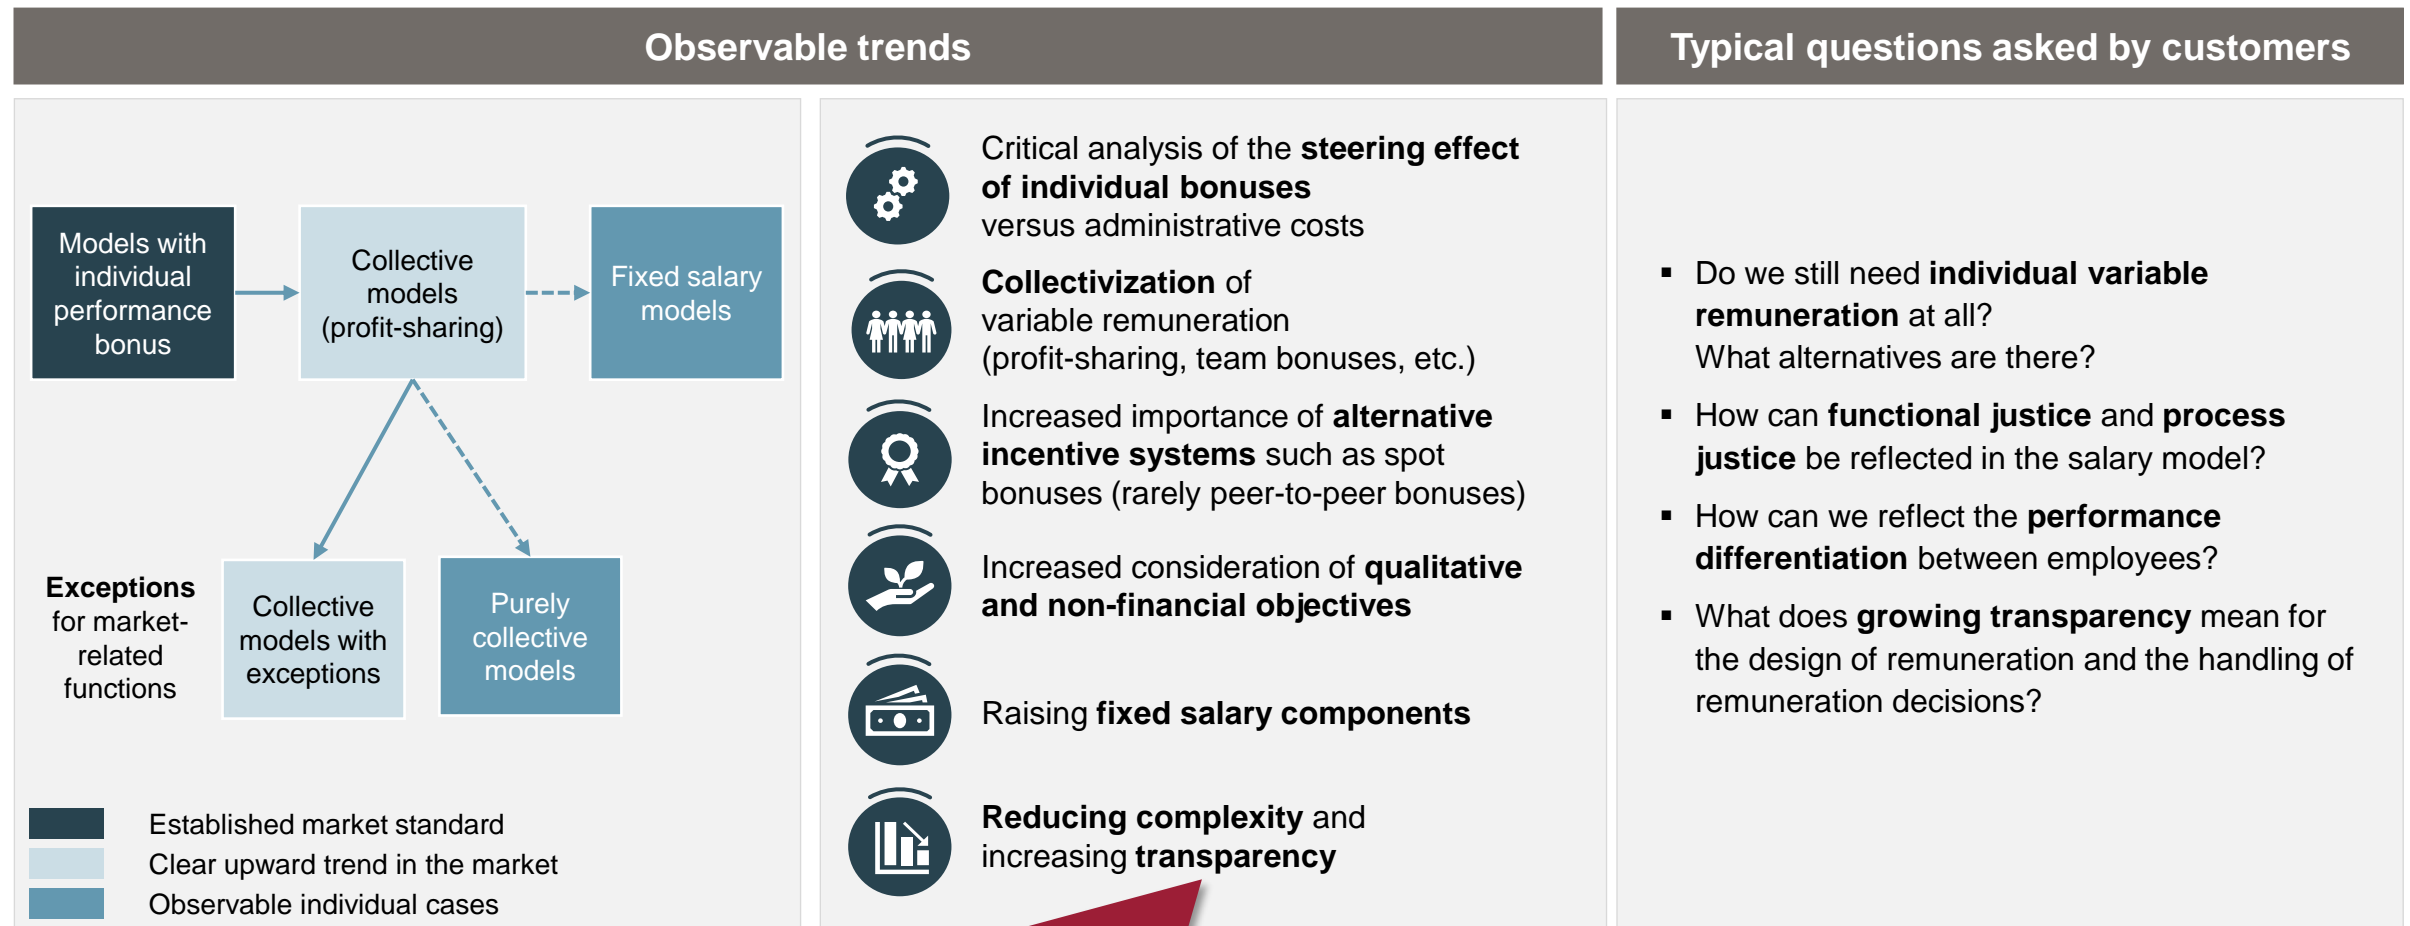 Observable trends
Typical questions asked by customers
Models with
individual
performance
bonus
Collective
models
(profit-sharing)
Fixed salary
models
Exceptions
for market-
related
functions
Collective
models with
exceptions
Purely
collective
models
Established market standard
Clear upward trend in the market
Observable individual cases
Critical analysis of the steering effect
of individual bonuses
versus administrative costs
Collectivization of
variable remuneration
(profit-sharing, team bonuses, etc.)
Increased importance of alternative
incentive systems such as spot
bonuses (rarely peer-to-peer bonuses)
Increased consideration of qualitative
and non-financial objectives
Raising fixed salary components
Reducing complexity and
increasing transparency
▪ Do we still need individual variable
remuneration at all?
What alternatives are there?
▪ How can functional justice and process
justice be reflected in the salary model?
▪ How can we reflect the performance
differentiation between employees?
▪ What does growing transparency mean for
the design of remuneration and the handling of
remuneration decisions?